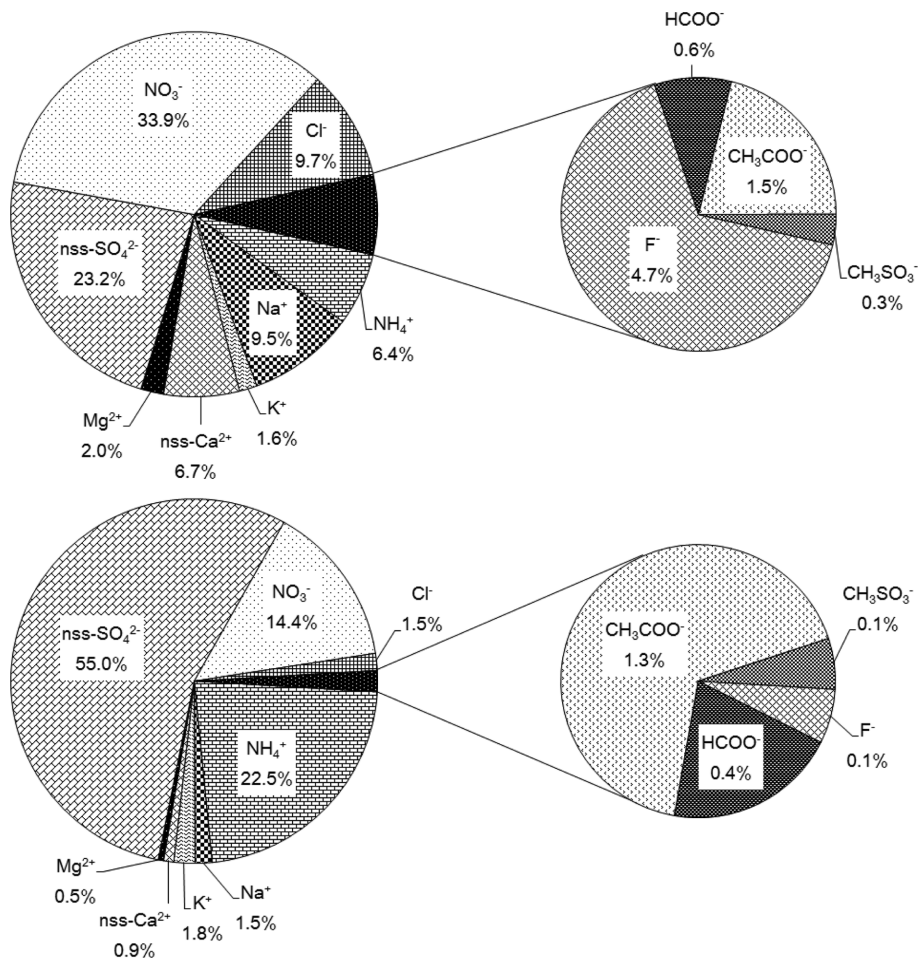 HCOO⁻
0.6%
NO₃⁻
33.9%
Cl⁻
9.7%
CH₃COO⁻
1.5%
nss-SO₄²⁻
23.2%
F⁻
4.7%
CH₃SO₃⁻
0.3%
Na⁺
9.5%
NH₄⁺
6.4%
Mg²⁺
2.0%
nss-Ca²⁺
6.7%
K⁺
1.6%
NO₃⁻
14.4%
Cl⁻
1.5%
CH₃SO₃⁻
0.1%
nss-SO₄²⁻
55.0%
CH₃COO⁻
1.3%
F⁻
0.1%
NH₄⁺
22.5%
HCOO⁻
0.4%
Mg²⁺
0.5%
nss-Ca²⁺
0.9%
K⁺
1.8%
Na⁺
1.5%